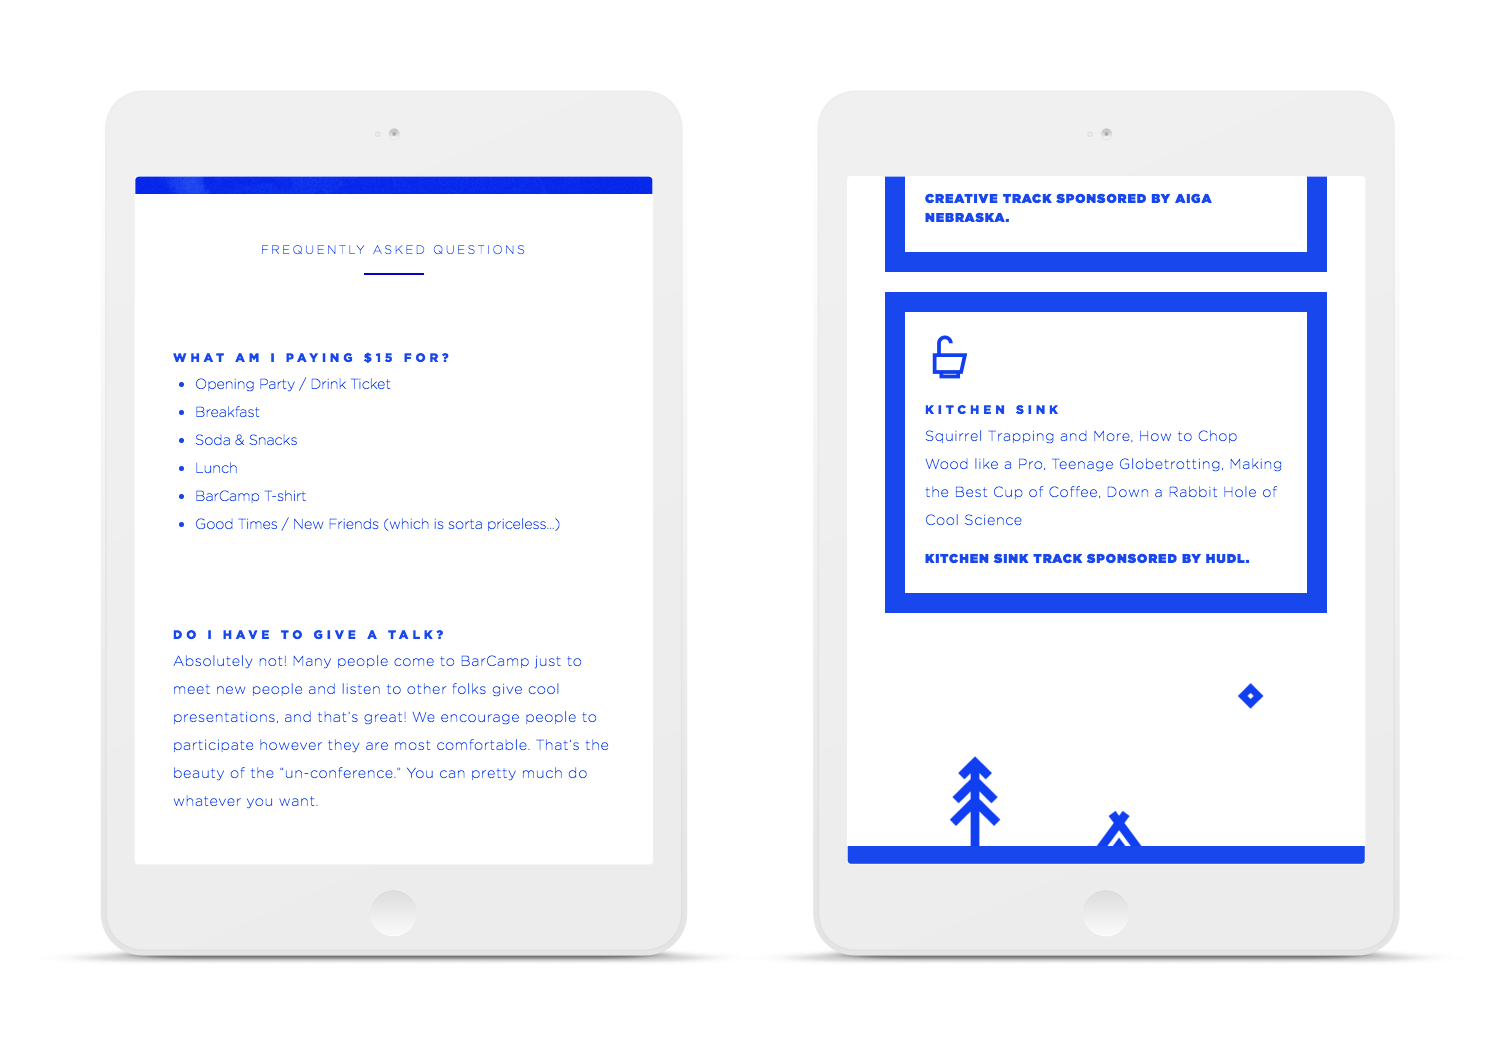 FREQUENTLY ASKED QUESTIONS
WHAT AM I PAYING $15 FOR?
• Opening Party / Drink Ticket
• Breakfast
• Soda & Snacks
• Lunch
• BarCamp T-shirt
• Good Times / New Friends (which is sorta priceless...)
DO I HAVE TO GIVE A TALK?
Absolutely not! Many people come to BarCamp just to
meet new people and listen to other folks give cool
presentations, and that's great! We encourage people to
participate however they are most comfortable. That's the
beauty of the "un-conference." You can pretty much do
whatever you want.
CREATIVE TRACK SPONSORED BY AIGA
NEBRASKA.
KITCHEN SINK
Squirrel Trapping and More, How to Chop
Wood like a Pro, Teenage Globetrotting, Making
the Best Cup of Coffee, Down a Rabbit Hole of
Cool Science
KITCHEN SINK TRACK SPONSORED BY HUDL.